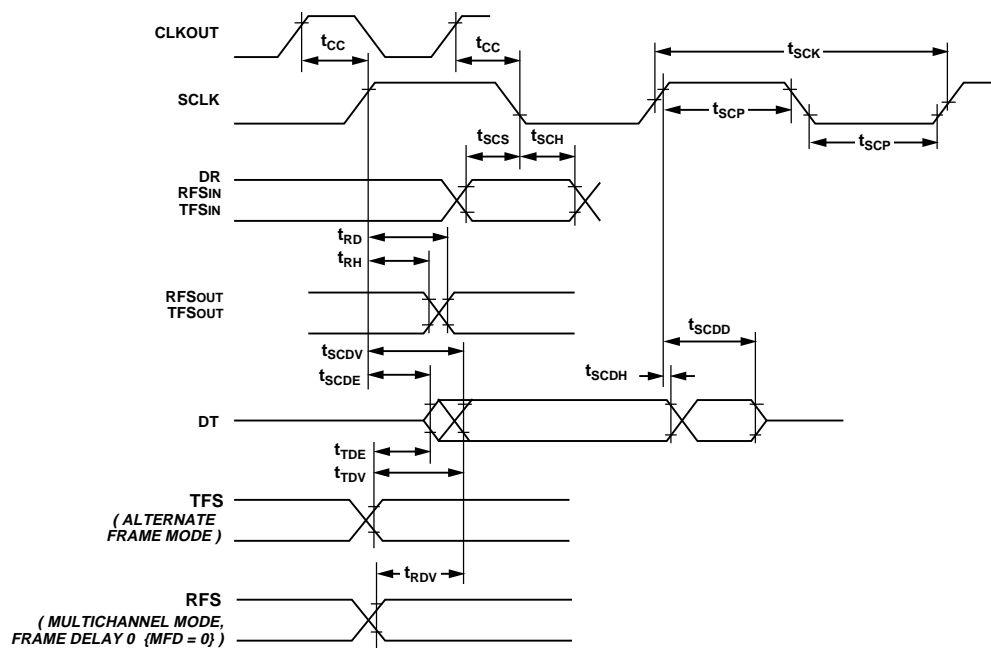 CLKOUT
tCC
tCC
tSCK
SCLK
tSCP
tSCP
tSCS
tSCH
DR
RFSIN
TFSIN
tRD
tRH
RFSOUT
TFSOUT
tSCDV
tSCDE
tSCDD
tSCDH
DT
tTDE
tTDV
TFS
( ALTERNATE
FRAME MODE )
tRDV
RFS
( MULTICHANNEL MODE,
FRAME DELAY 0 {MFD = 0} )